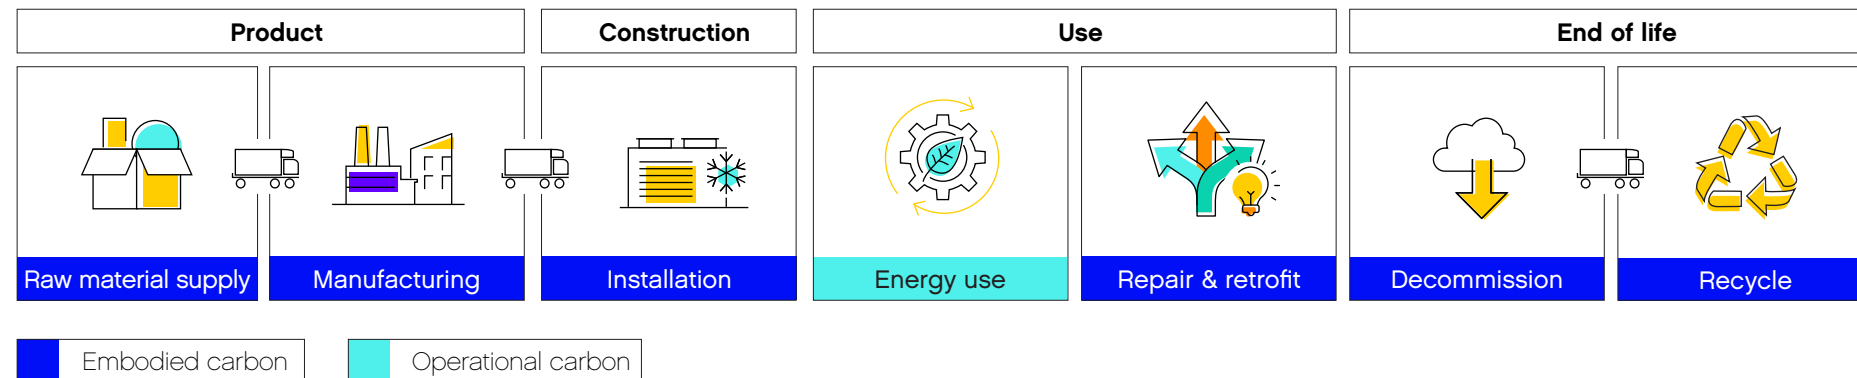 Product
Construction
Use
End of life
Raw material supply
Manufacturing
Installation
Energy use
Repair & retrofit
Decommission
Recycle
Embodied carbon
Operational carbon